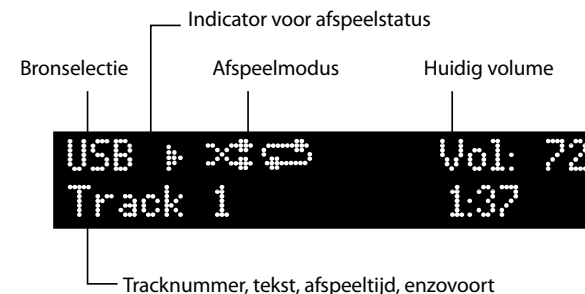 Indicator voor afspeelstatus
Bronselectie Afspeelmodus Huidig volume
USB Vol: 72
Track 1 1:37
Tracknummer, tekst, afspeeltijd, enzovoort